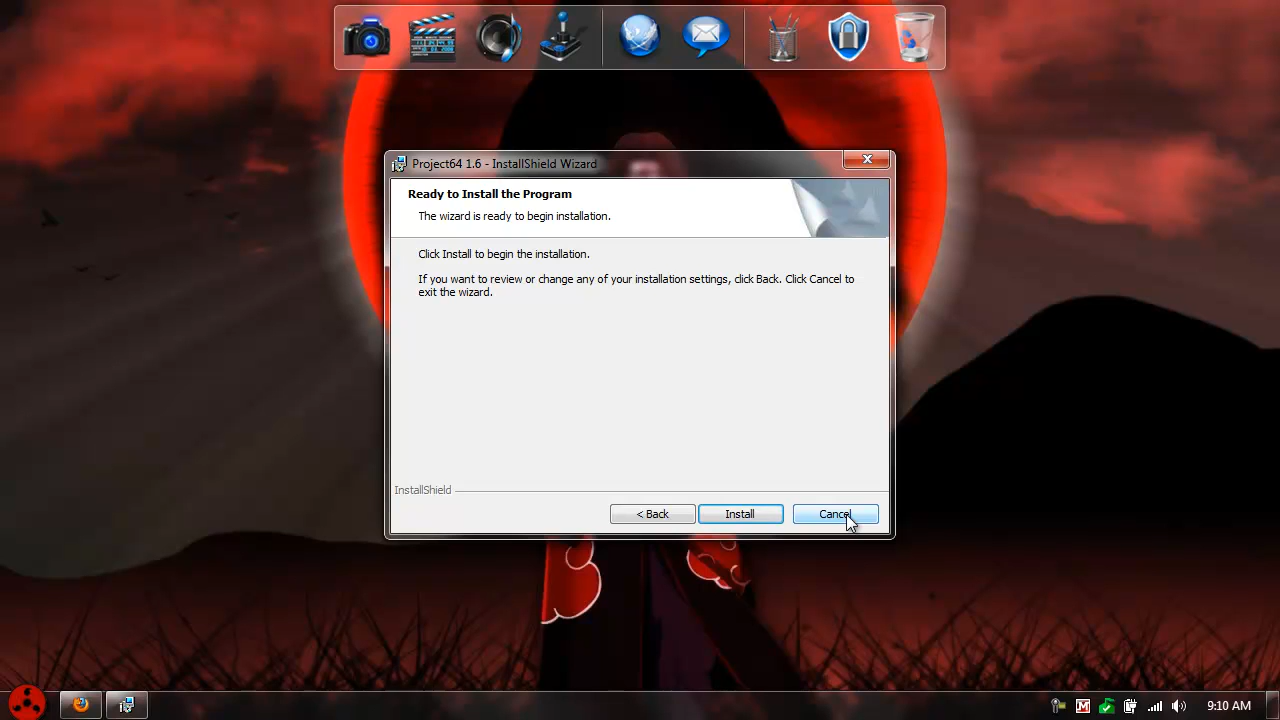 Project64 1.6 - InstallShield Wizard
Ready to Install the Program
The wizard is ready to begin installation.
Click Install to begin the installation.
If you want to review or change any of your installation settings, click Back. Click Cancel to
exit the wizard.
InstallShield
< Back
Install
Cancel
9:10 AM